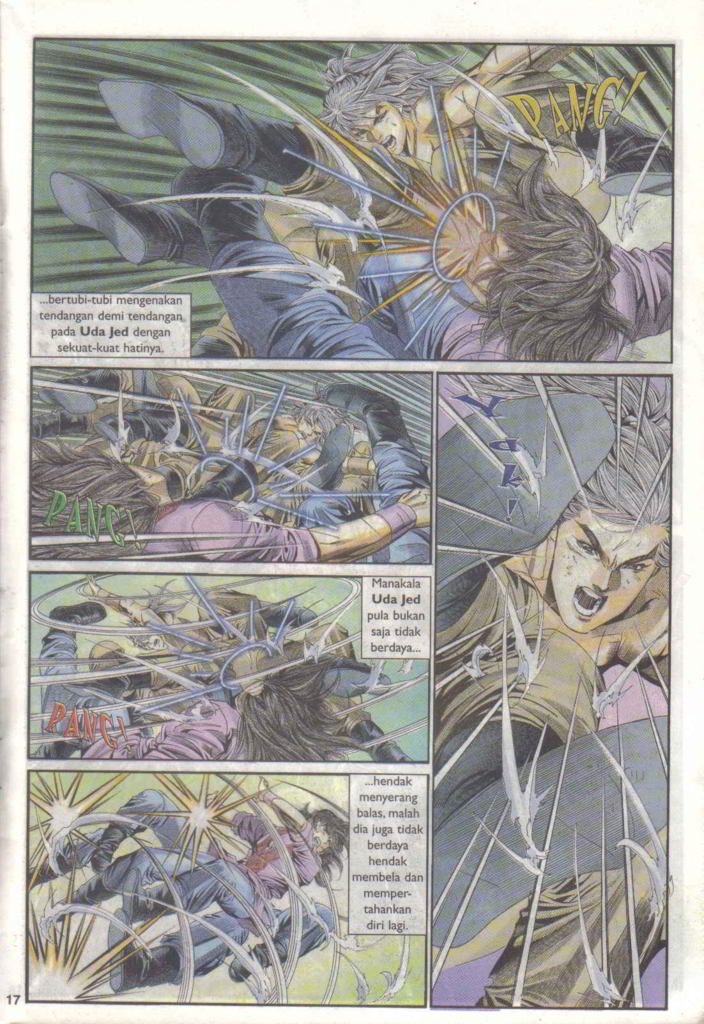 PANG!
...bertubi-tubi mengenakan
tendangan demi tendangan
pada Uda Jed dengan
sekuat-kuat hatinya.
PANG!
Yak!
Manakala
Uda Jed
pula bukan
saja tidak
berdaya...
PANG!
...hendak
menyerang
balas, malah
dia juga tidak
berdaya
hendak
membela dan
memper-
tahankan
diri lagi.
17